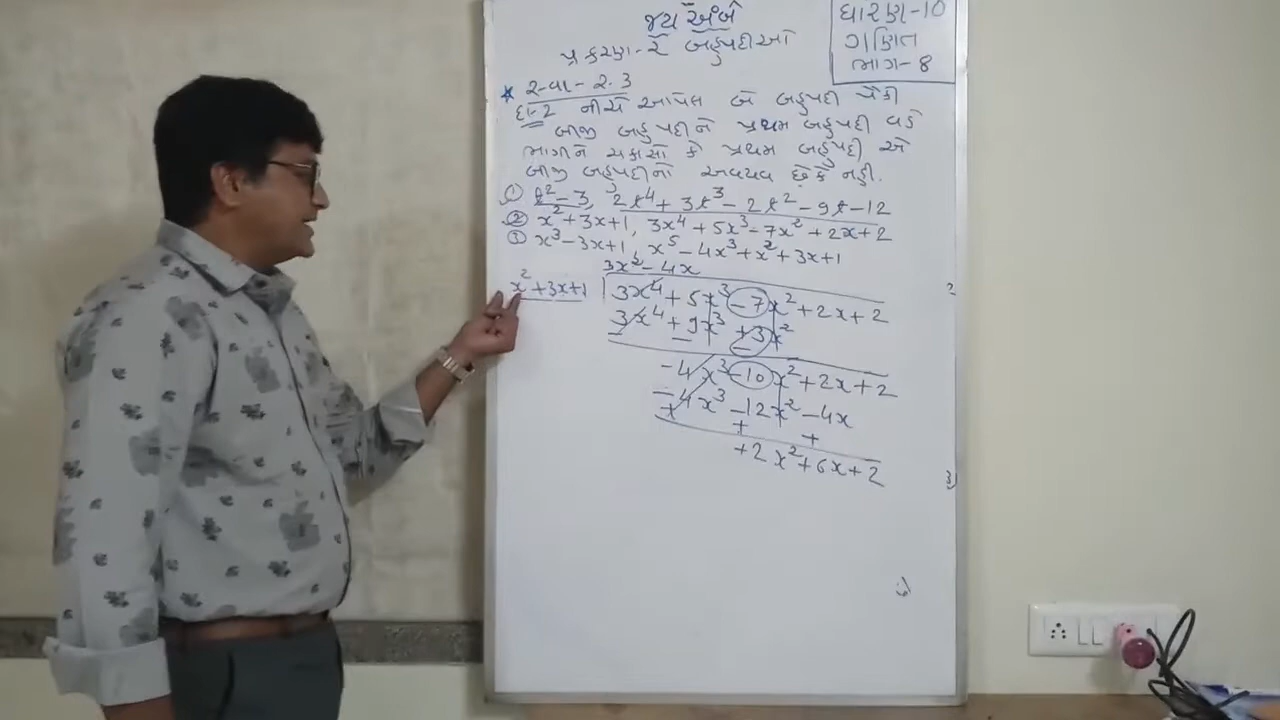 જય અંબે
ધોરણ-10
ગણિત
ભાગ-8
પ્રકરણ-2 બહુપદીઓ
* સ્વા-2.3
દા-2 નીચે આપેલ બે બહુપદી પૈકી
બીજી બહુપદીને પ્રથમ બહુપદી વડે
ભાગીને ચકાસો કે પ્રથમ બહુપદી એ
બીજી બહુપદીનો અવયવ છે કે નહી.
① t² - 3, 2t⁴ + 3t³ - 2t² - 9t - 12
② x² + 3x + 1, 3x⁴ + 5x³ - 7x² + 2x + 2
③ x³ - 3x + 1, x⁵ - 4x³ + x² + 3x + 1
3x² - 4x
x² + 3x + 1 3x⁴ + 5x³ - 7x² + 2x + 2
3x⁴ + 9x³ + 3x²
- - -
- 4x³ - 10x² + 2x + 2
- 4x³ - 12x² - 4x
+ + +
+ 2x² + 6x + 2